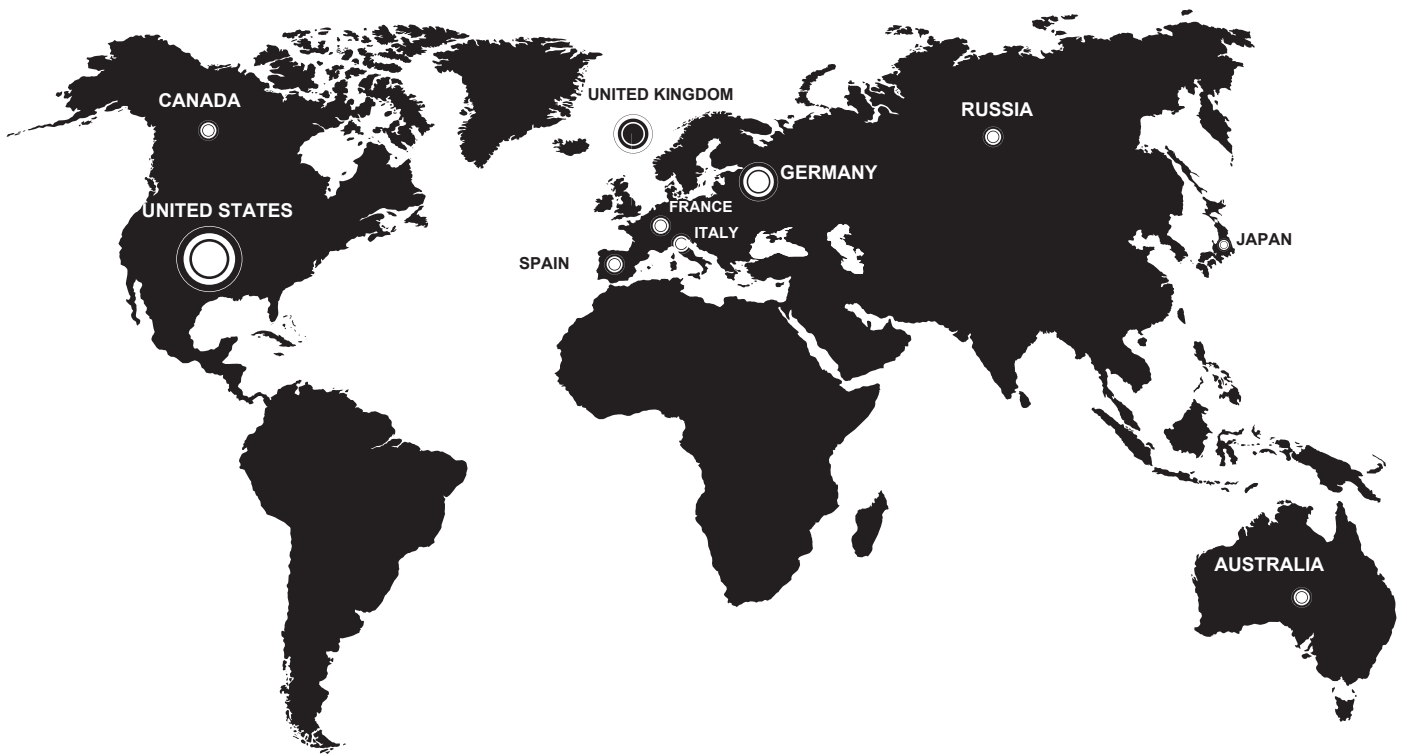 UNITED KINGDOM
CANADA
RUSSIA
GERMANY
FRANCE
UNITED STATES
ITALY
JAPAN
SPAIN
AUSTRALIA